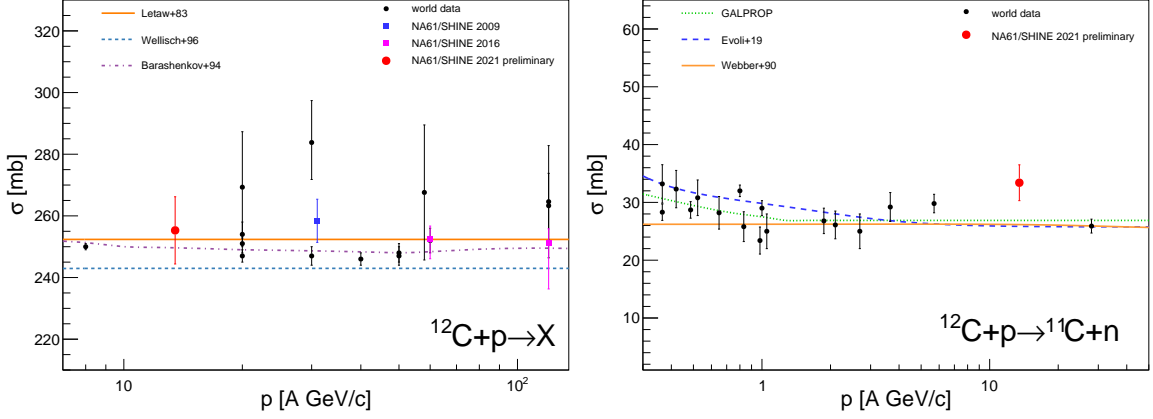 Letaw+83
Wellisch+96
Barashenkov+94
world data
NA61/SHINE 2009
NA61/SHINE 2016
NA61/SHINE 2021 preliminary
320
300
280
260
240
220
σ [mb]
10
10²
p [A GeV/c]
¹²C+p→X
GALPROP
Evoli+19
Webber+90
world data
NA61/SHINE 2021 preliminary
60
50
40
30
20
10
σ [mb]
1
10
p [A GeV/c]
¹²C+p→¹¹C+n